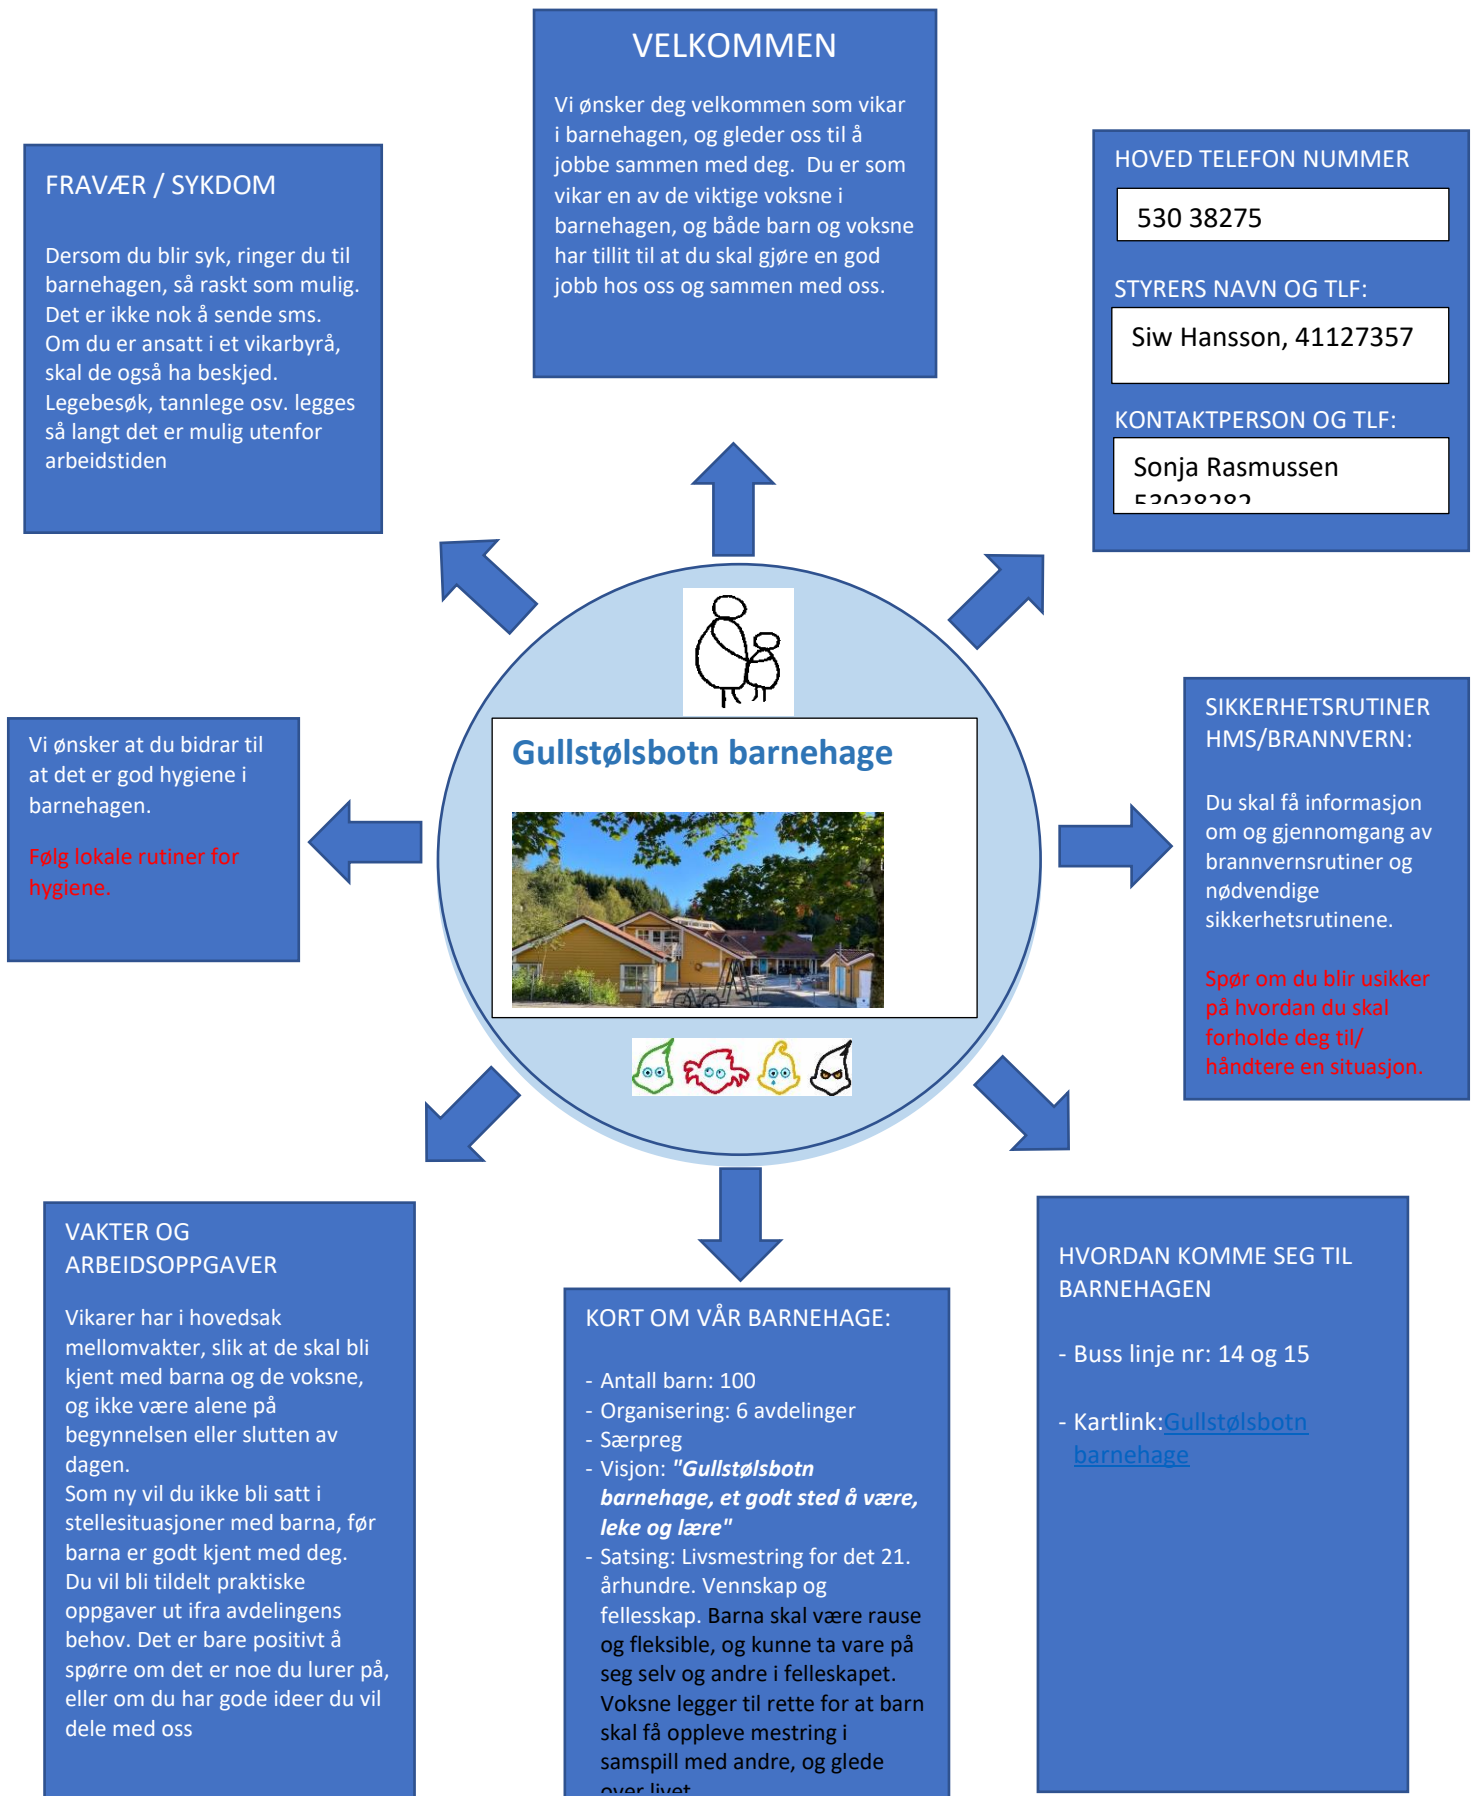 VELKOMMEN
Vi ønsker deg velkommen som vikar
i barnehagen, og gleder oss til å
jobbe sammen med deg.  Du er som
vikar en av de viktige voksne i
barnehagen, og både barn og voksne
har tillit til at du skal gjøre en god
jobb hos oss og sammen med oss.
FRAVÆR / SYKDOM
Dersom du blir syk, ringer du til
barnehagen, så raskt som mulig.
Det er ikke nok å sende sms.
Om du er ansatt i et vikarbyrå,
skal de også ha beskjed.
Legebesøk, tannlege osv. legges
så langt det er mulig utenfor
arbeidstiden
HOVED TELEFON NUMMER
530 38275
STYRERS NAVN OG TLF:
Siw Hansson, 41127357
KONTAKTPERSON OG TLF:
Sonja Rasmussen
53038282
Gullstølsbotn barnehage
Vi ønsker at du bidrar til
at det er god hygiene i
barnehagen.
Følg lokale rutiner for
hygiene.
SIKKERHETSRUTINER
HMS/BRANNVERN:
Du skal få informasjon
om og gjennomgang av
brannvernsrutiner og
nødvendige
sikkerhetsrutinene.
Spør om du blir usikker
på hvordan du skal
forholde deg til/
håndtere en situasjon.
VAKTER OG
ARBEIDSOPPGAVER
Vikarer har i hovedsak
mellomvakter, slik at de skal bli
kjent med barna og de voksne,
og ikke være alene på
begynnelsen eller slutten av
dagen.
Som ny vil du ikke bli satt i
stellesituasjoner med barna, før
barna er godt kjent med deg.
Du vil bli tildelt praktiske
oppgaver ut ifra avdelingens
behov. Det er bare positivt å
spørre om det er noe du lurer på,
eller om du har gode ideer du vil
dele med oss
KORT OM VÅR BARNEHAGE:
- Antall barn: 100
- Organisering: 6 avdelinger
- Særpreg
- Visjon: "Gullstølsbotn
barnehage, et godt sted å være,
leke og lære"
- Satsing: Livsmestring for det 21.
århundre. Vennskap og
fellesskap. Barna skal være rause
og fleksible, og kunne ta vare på
seg selv og andre i felleskapet.
Voksne legger til rette for at barn
skal få oppleve mestring i
samspill med andre, og glede
over livet
HVORDAN KOMME SEG TIL
BARNEHAGEN
- Buss linje nr: 14 og 15
- Kartlink:Gullstølsbotn
barnehage